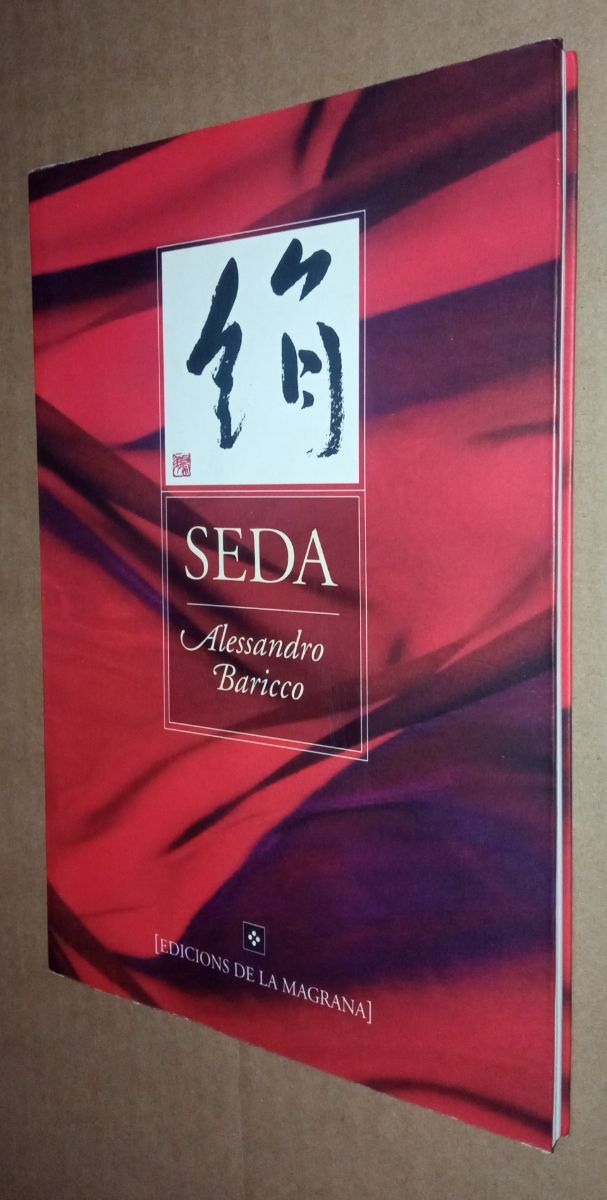 絹
SEDA
Alessandro
Baricco
[EDICIONS DE LA MAGRANA]